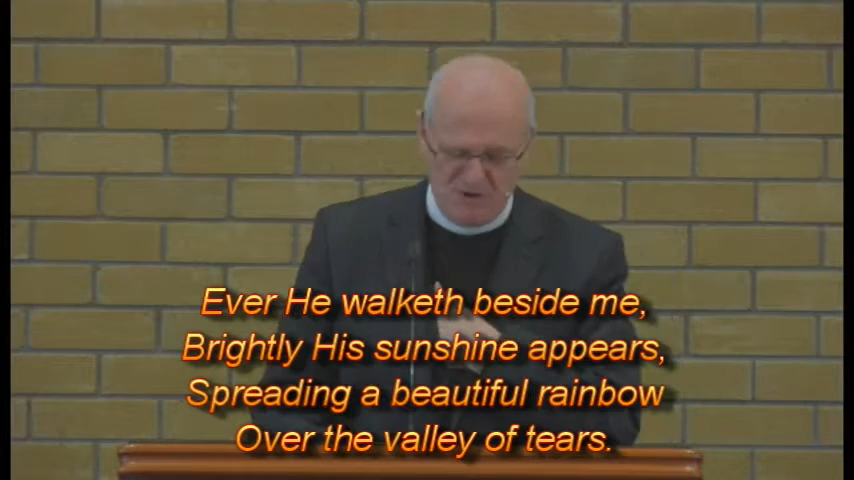 Ever He walketh beside me,
Brightly His sunshine appears,
Spreading a beautiful rainbow
Over the valley of tears.